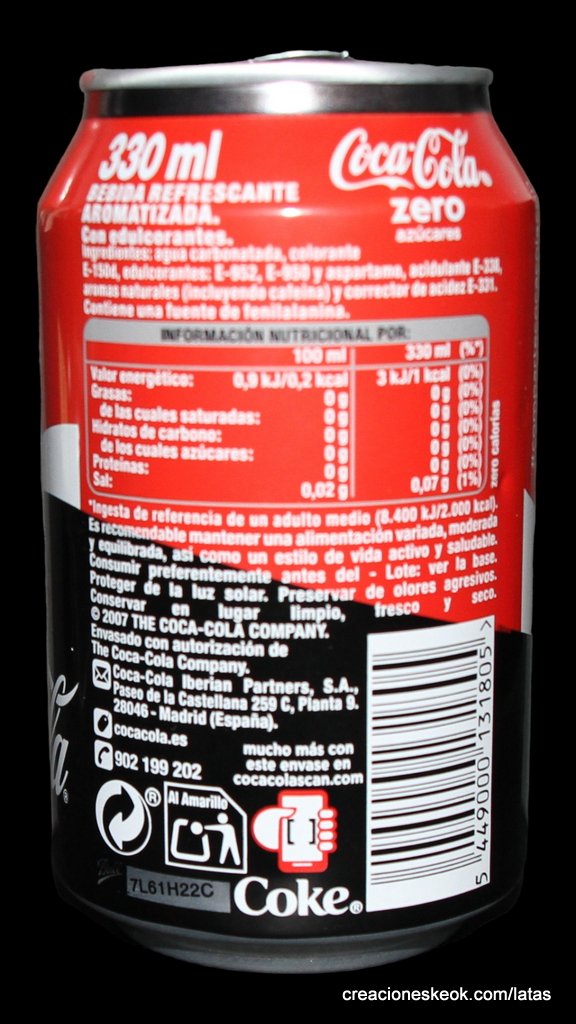 330 ml
BEBIDA REFRESCANTE
AROMATIZADA.
Con edulcorantes.
Coca-Cola
zero
azúcares
Ingredientes: agua carbonatada, colorante
E-150d, edulcorantes: E-952, E-950 y aspartamo, acidulante E-338,
aromas naturales (incluyendo cafeína) y corrector de acidez E-331.
Contiene una fuente de fenilalanina.
INFORMACIÓN NUTRICIONAL POR:
100 ml 330 ml (%*)
Valor energético: 0,9 kJ/0,2 kcal 3 kJ/1 kcal (0%)
Grasas: 0 g 0 g (0%)
de las cuales saturadas: 0 g 0 g (0%)
Hidratos de carbono: 0 g 0 g (0%)
de los cuales azúcares: 0 g 0 g (0%)
Proteínas: 0 g 0 g (0%)
Sal: 0,02 g 0,07 g (1%)
zero calorías
*Ingesta de referencia de un adulto medio (8.400 kJ/2.000 kcal).
Es recomendable mantener una alimentación variada, moderada
y equilibrada, así como un estilo de vida activo y saludable.
Consumir preferentemente antes del - Lote: ver la base.
Proteger de la luz solar. Preservar de olores agresivos.
Conservar en lugar limpio, fresco y seco.
© 2007 THE COCA-COLA COMPANY.
Envasado con autorización de
The Coca-Cola Company.
Coca-Cola Iberian Partners, S.A.,
Paseo de la Castellana 259 C, Planta 9.
28046 - Madrid (España).
cocacola.es
902 199 202
mucho más con
este envase en
cocacolascan.com
®
Al Amarillo
7L61H22C
Coke®
5 449000 131805 >
la®
creacioneskeok.com/latas